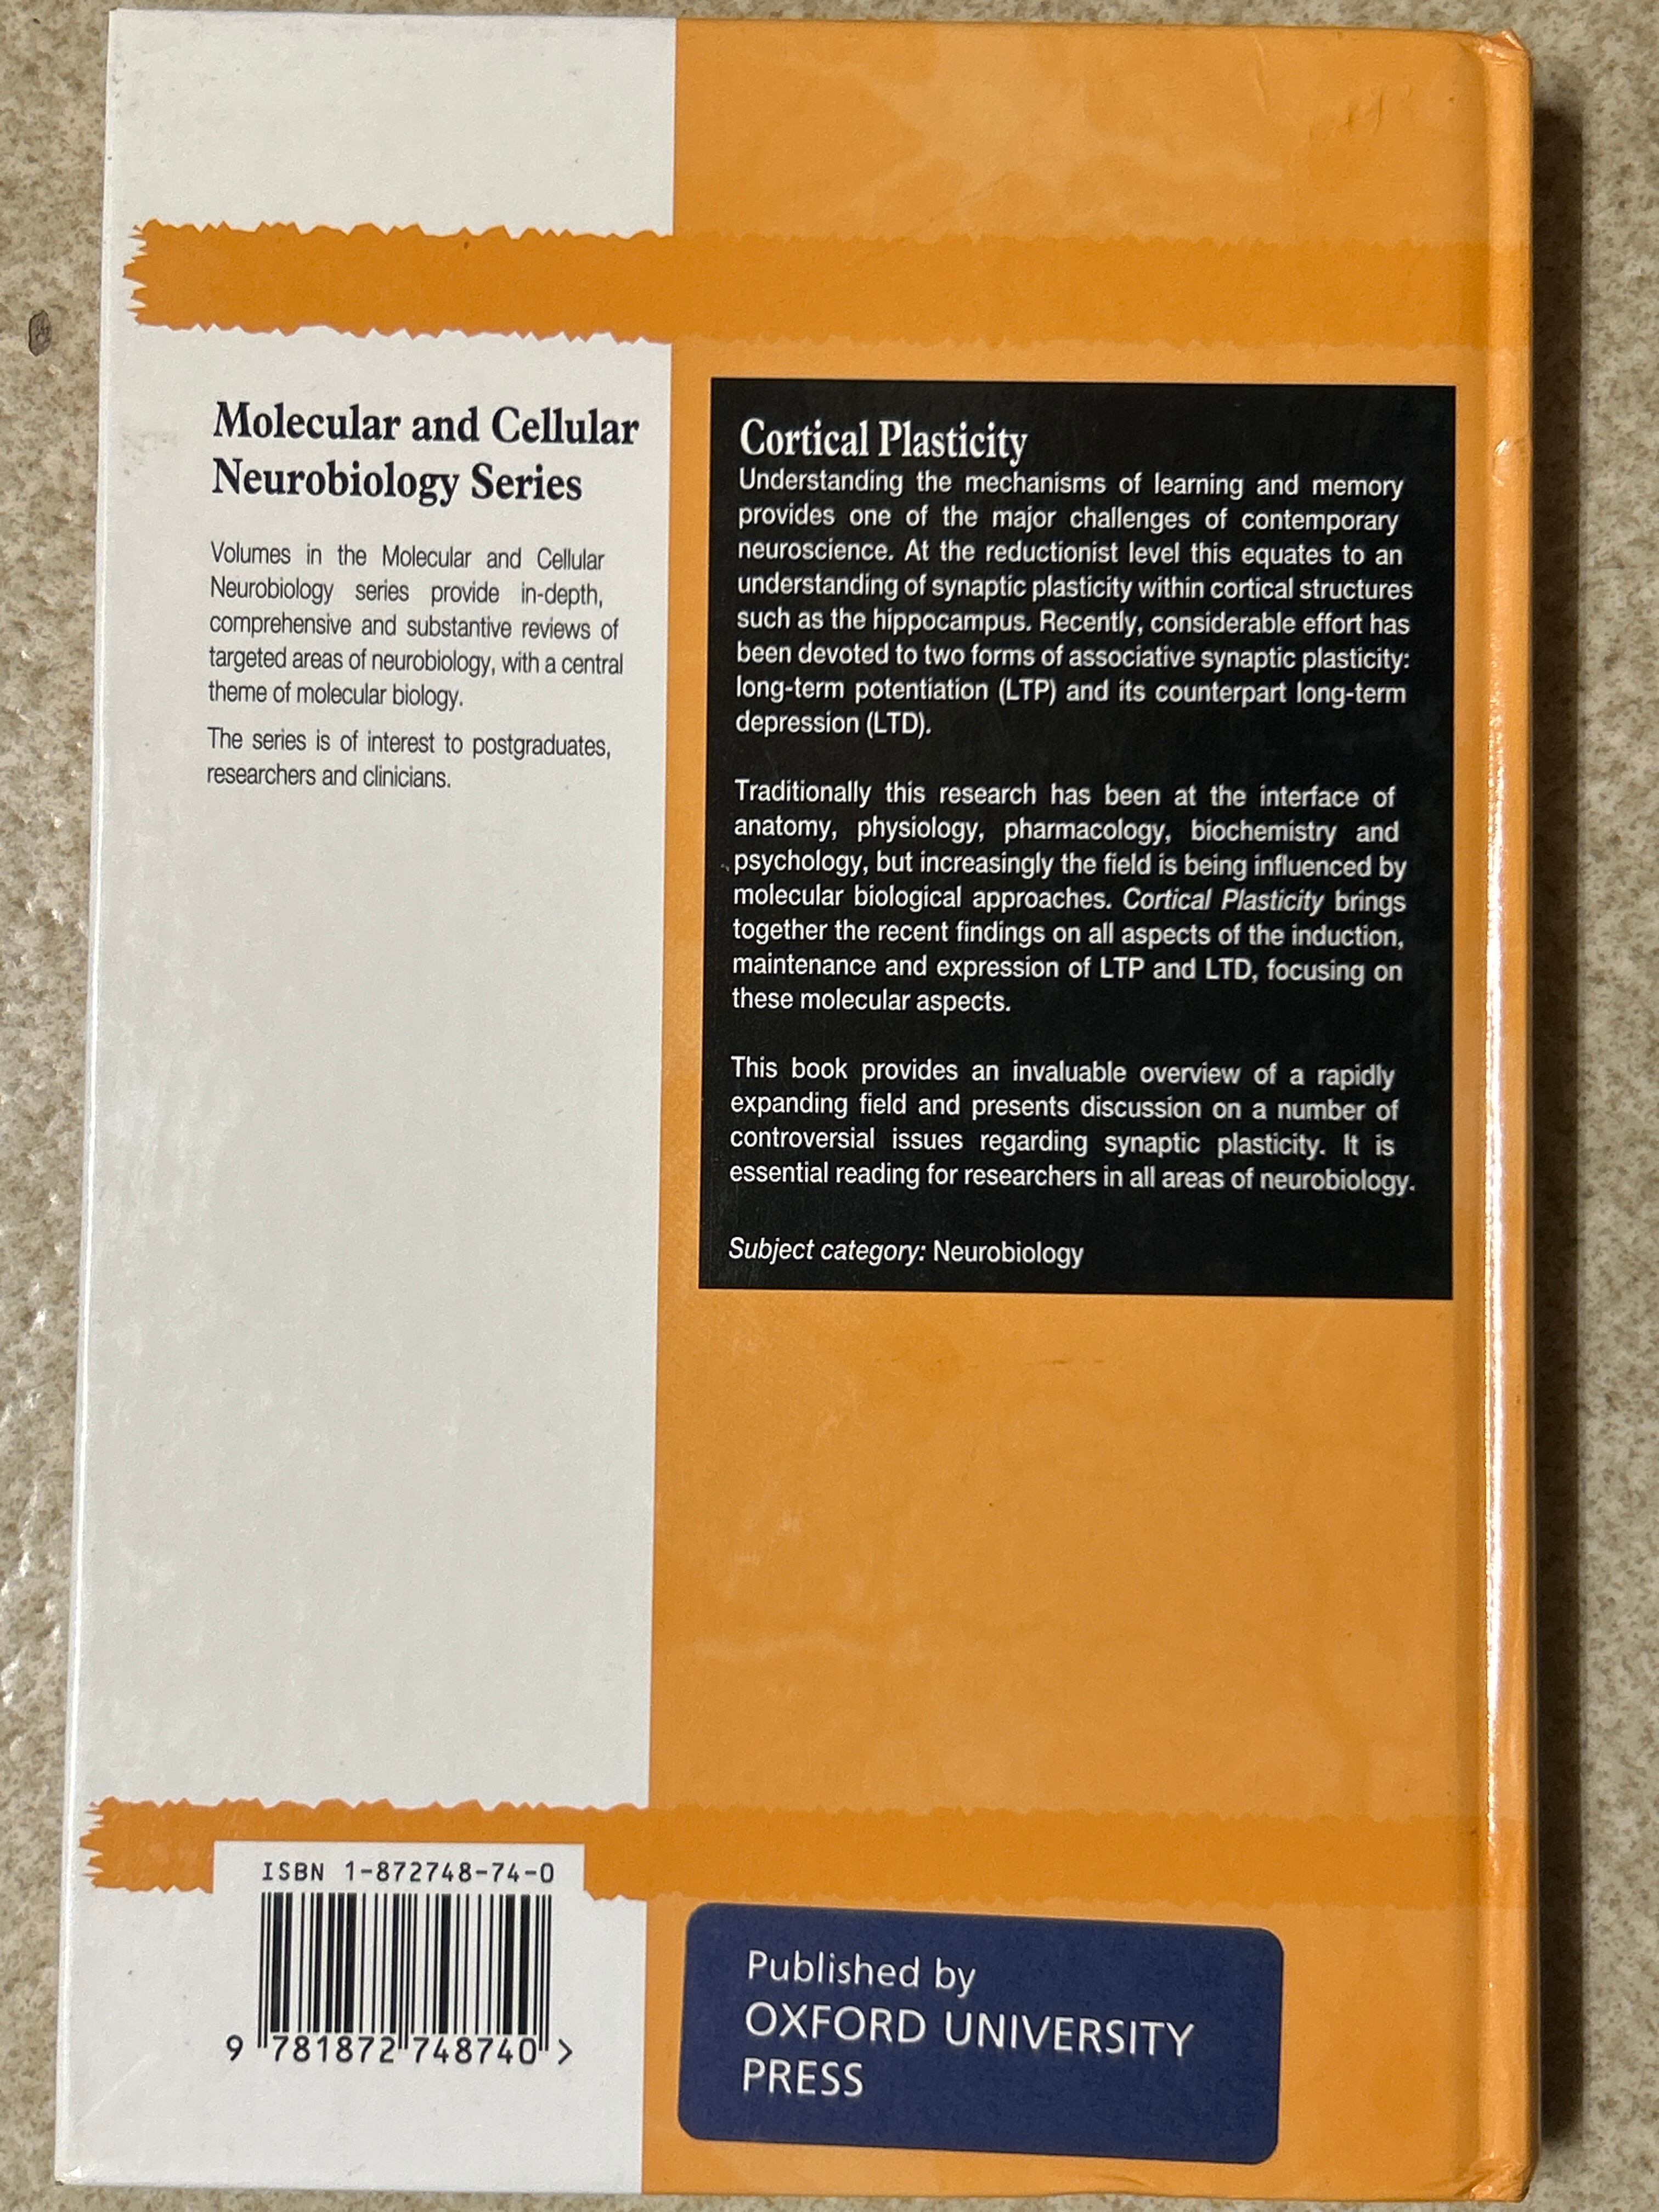 Molecular and Cellular
Neurobiology Series
Volumes in the Molecular and Cellular
Neurobiology series provide in-depth,
comprehensive and substantive reviews of
targeted areas of neurobiology, with a central
theme of molecular biology.
The series is of interest to postgraduates,
researchers and clinicians.
Cortical Plasticity
Understanding the mechanisms of learning and memory
provides one of the major challenges of contemporary
neuroscience. At the reductionist level this equates to an
understanding of synaptic plasticity within cortical structures
such as the hippocampus. Recently, considerable effort has
been devoted to two forms of associative synaptic plasticity:
long-term potentiation (LTP) and its counterpart long-term
depression (LTD).
Traditionally this research has been at the interface of
anatomy, physiology, pharmacology, biochemistry and
psychology, but increasingly the field is being influenced by
molecular biological approaches. Cortical Plasticity brings
together the recent findings on all aspects of the induction,
maintenance and expression of LTP and LTD, focusing on
these molecular aspects.
This book provides an invaluable overview of a rapidly
expanding field and presents discussion on a number of
controversial issues regarding synaptic plasticity. It is
essential reading for researchers in all areas of neurobiology.
Subject category: Neurobiology
ISBN 1-872748-74-0
9 781872 748740 >
Published by
OXFORD UNIVERSITY
PRESS